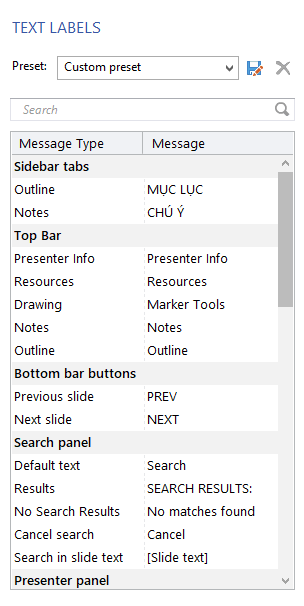 TEXT LABELS
Preset: Custom preset
Search
Message Type Message
Sidebar tabs
Outline MỤC LỤC
Notes CHÚ Ý
Top Bar
Presenter Info Presenter Info
Resources Resources
Drawing Marker Tools
Notes Notes
Outline Outline
Bottom bar buttons
Previous slide PREV
Next slide NEXT
Search panel
Default text Search
Results SEARCH RESULTS:
No Search Results No matches found
Cancel search Cancel
Search in slide text [Slide text]
Presenter panel